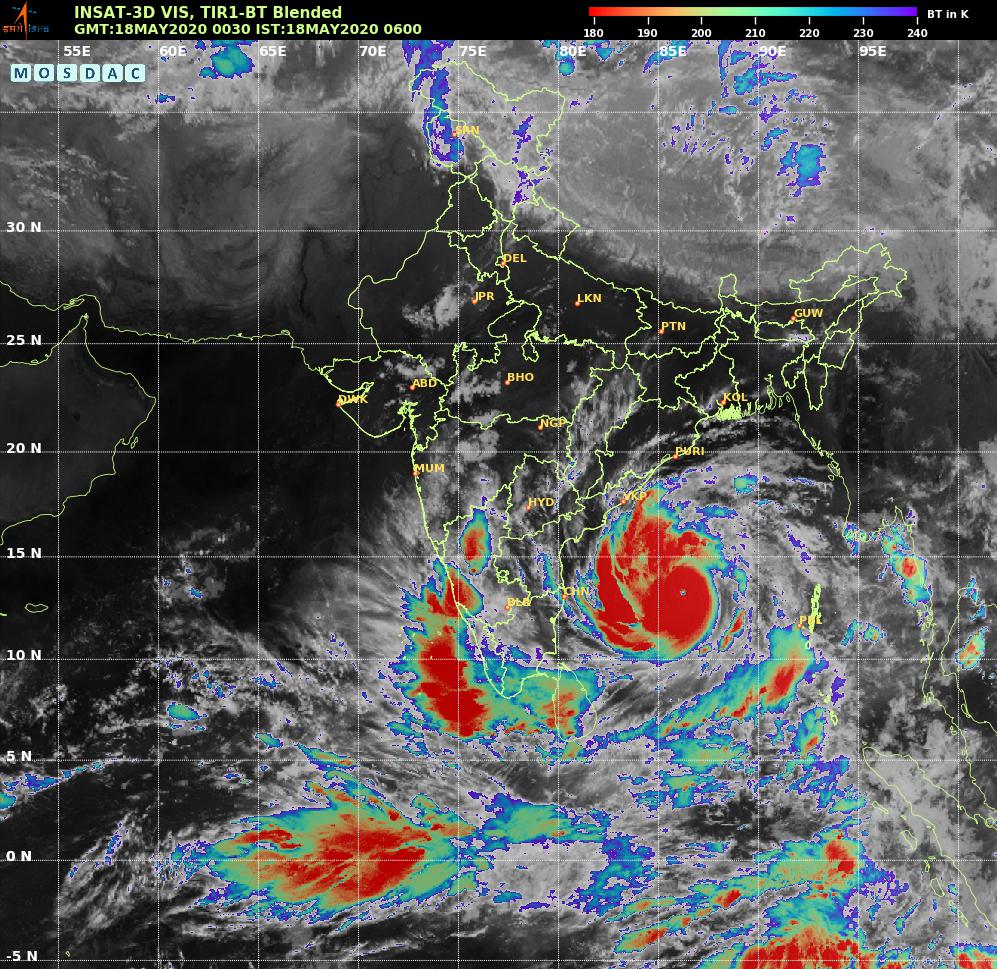 INSAT-3D VIS, TIR1-BT Blended
GMT:18MAY2020 0030 IST:18MAY2020 0600
BT in K
180 190 200 210 220 230 240
55E 60E 65E 70E 75E 80E 85E 90E 95E
MOSDAC
SRN
30 N
DEL
JPR
LKN
GUW
PTN
25 N
ABD
BHO
DWK
KOL
NGP
20 N
PURI
MUM
VKP
HYD
15 N
CHN
BLR
PBL
10 N
5 N
0 N
-5 N